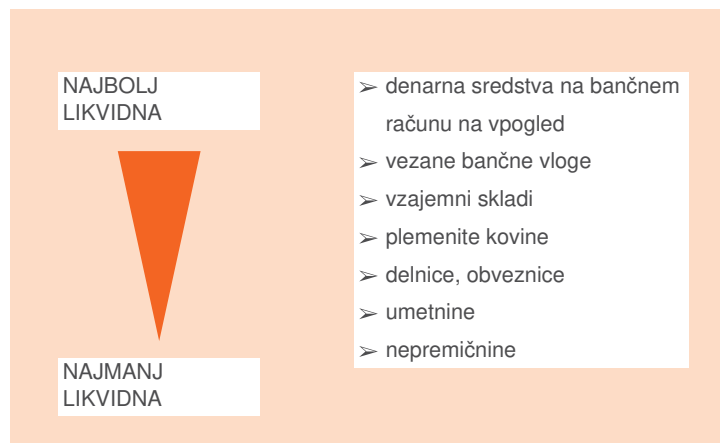 NAJBOLJ
LIKVIDNA
➢ denarna sredstva na bančnem
računu na vpogled
➢ vezane bančne vloge
➢ vzajemni skladi
➢ plemenite kovine
➢ delnice, obveznice
➢ umetnine
➢ nepremičnine
NAJMANJ
LIKVIDNA